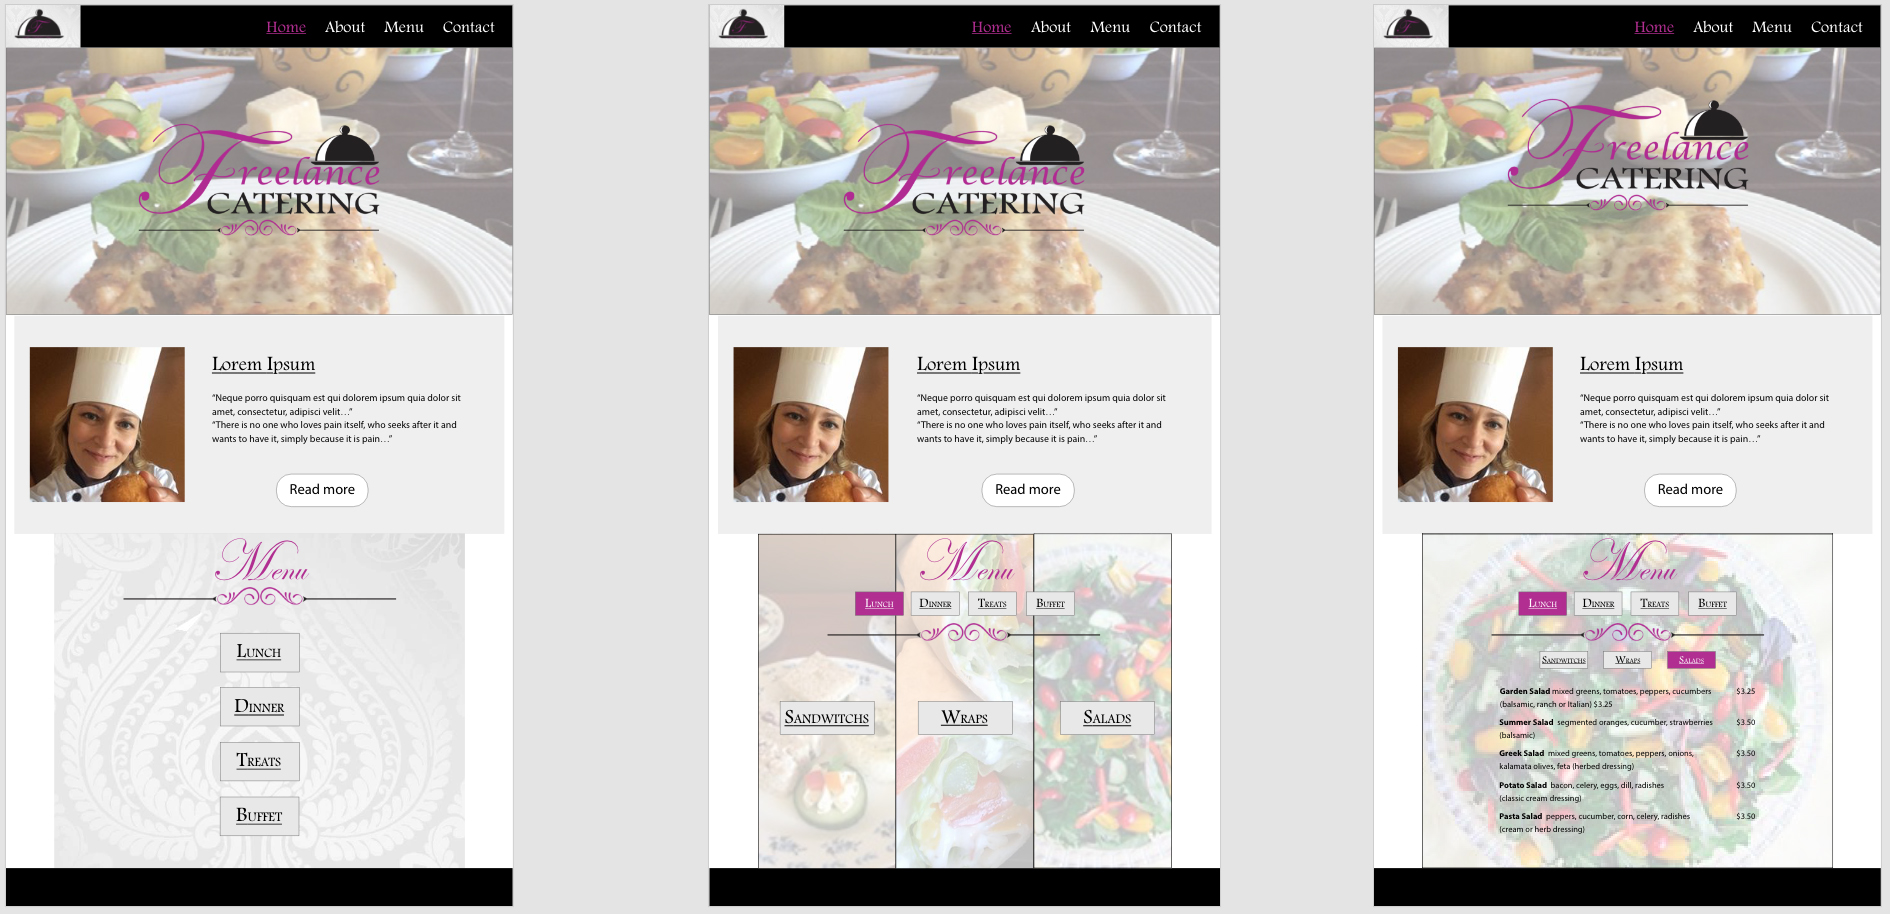 Home About Menu Contact
Freelance
CATERING
Lorem Ipsum
“Neque porro quisquam est qui dolorem ipsum quia dolor sit
amet, consectetur, adipisci velit…”
“There is no one who loves pain itself, who seeks after it and
wants to have it, simply because it is pain…”
Read more
Menu
Lunch
Dinner
Treats
Buffet
Home About Menu Contact
Freelance
CATERING
Lorem Ipsum
“Neque porro quisquam est qui dolorem ipsum quia dolor sit
amet, consectetur, adipisci velit…”
“There is no one who loves pain itself, who seeks after it and
wants to have it, simply because it is pain…”
Read more
Menu
Lunch Dinner Treats Buffet
Sandwitchs Wraps Salads
Home About Menu Contact
Freelance
CATERING
Lorem Ipsum
“Neque porro quisquam est qui dolorem ipsum quia dolor sit
amet, consectetur, adipisci velit…”
“There is no one who loves pain itself, who seeks after it and
wants to have it, simply because it is pain…”
Read more
Menu
Lunch Dinner Treats Buffet
Sandwitchs Wraps Salads
Garden Salad mixed greens, tomatoes, peppers, cucumbers $3.25
(balsamic, ranch or Italian) $3.25
Summer Salad segmented oranges, cucumber, strawberries $3.50
(balsamic)
Greek Salad mixed greens, tomatoes, peppers, onions, $3.50
kalamata olives, feta (herbed dressing)
Potato Salad bacon, celery, eggs, dill, radishes $3.50
(classic cream dressing)
Pasta Salad peppers, cucumber, corn, celery, radishes $3.50
(cream or herb dressing)